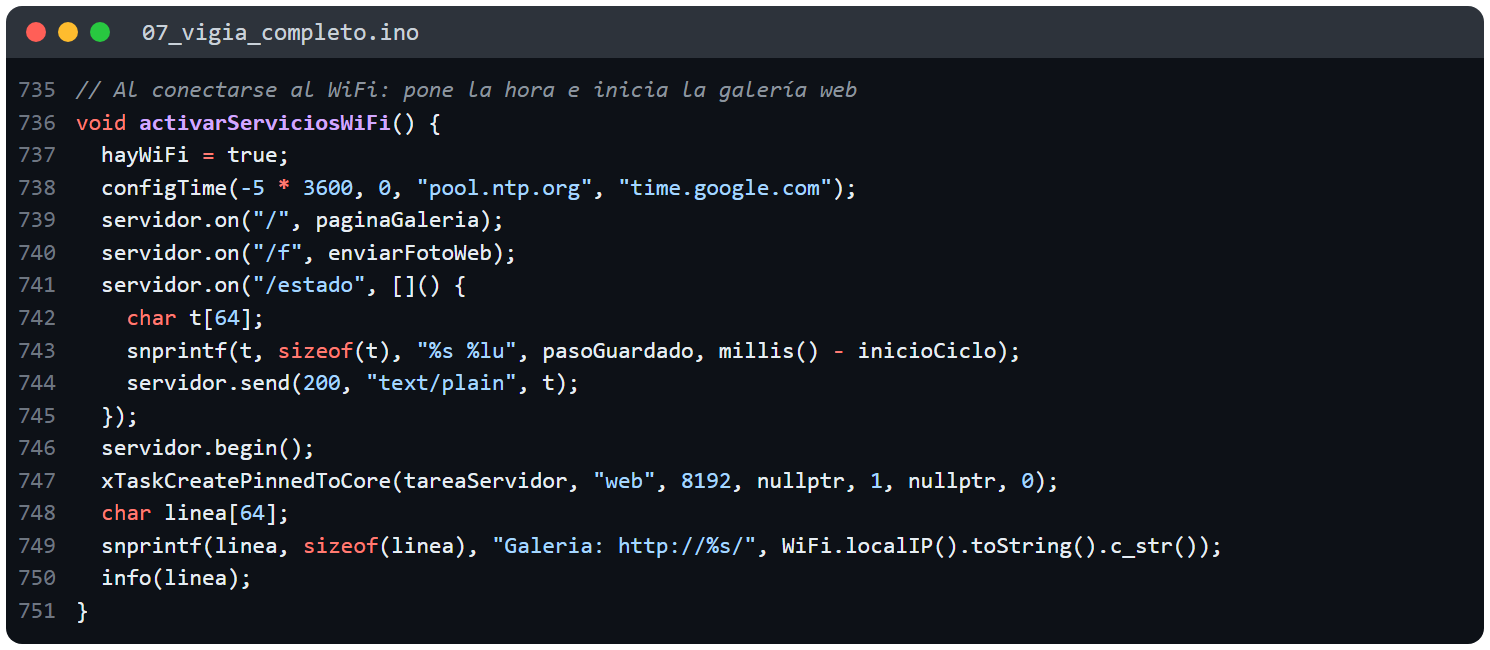 07_vigia_completo.ino
735 // Al conectarse al WiFi: pone la hora e inicia la galería web
736 void activarServiciosWiFi() {
737   hayWiFi = true;
738   configTime(-5 * 3600, 0, "pool.ntp.org", "time.google.com");
739   servidor.on("/", paginaGaleria);
740   servidor.on("/f", enviarFotoWeb);
741   servidor.on("/estado", []() {
742     char t[64];
743     snprintf(t, sizeof(t), "%s %lu", pasoGuardado, millis() - inicioCiclo);
744     servidor.send(200, "text/plain", t);
745   });
746   servidor.begin();
747   xTaskCreatePinnedToCore(tareaServidor, "web", 8192, nullptr, 1, nullptr, 0);
748   char linea[64];
749   snprintf(linea, sizeof(linea), "Galeria: http://%s/", WiFi.localIP().toString().c_str());
750   info(linea);
751 }